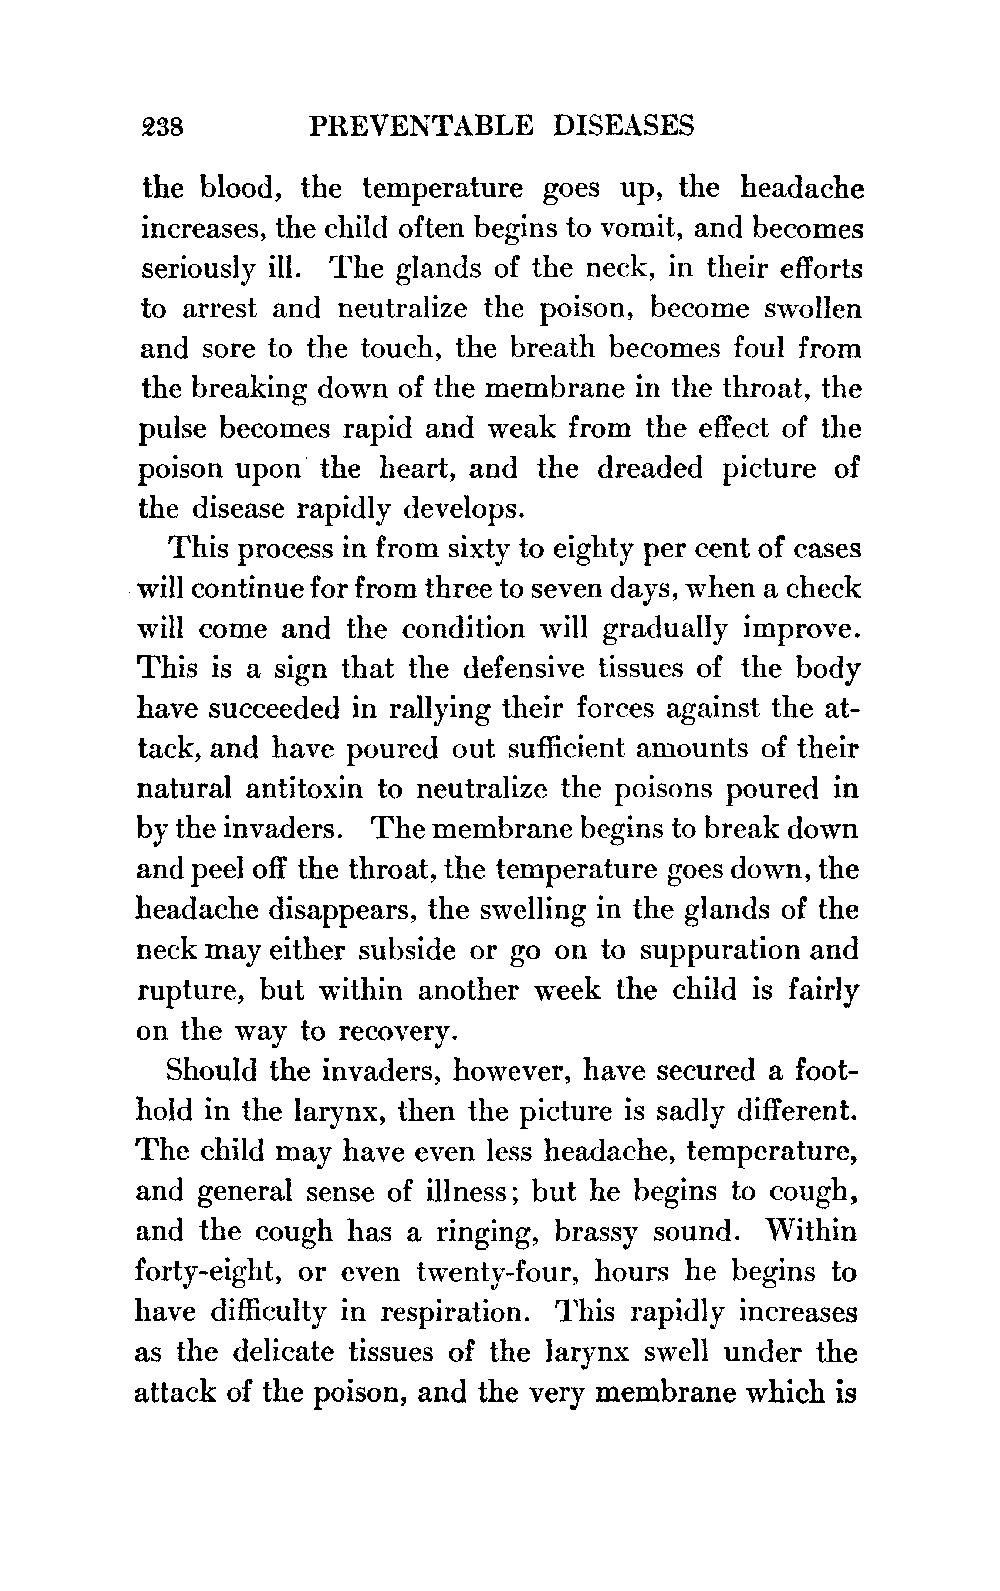 238 PREVENTABLE DISEASES
the blood, the temperature goes up, the headache
increases, the child often begins to vomit, and becomes
seriously ill. The glands of the neck, in their efforts
to arrest and neutralize the poison, become swollen
and sore to the touch, the breath becomes foul from
the breaking down of the membrane in the throat, the
pulse becomes rapid and weak from the effect of the
poison upon the heart, and the dreaded picture of
the disease rapidly develops.
This process in from sixty to eighty per cent of cases
will continue for from three to seven days, when a check
will come and the condition will gradually improve.
This is a sign that the defensive tissues of the body
have succeeded in rallying their forces against the at-
tack, and have poured out sufficient amounts of their
natural antitoxin to neutralize the poisons poured in
by the invaders. The membrane begins to break down
and peel off the throat, the temperature goes down, the
headache disappears, the swelling in the glands of the
neck may either subside or go on to suppuration and
rupture, but within another week the child is fairly
on the way to recovery.
Should the invaders, however, have secured a foot-
hold in the larynx, then the picture is sadly different.
The child may have even less headache, temperature,
and general sense of illness; but he begins to cough,
and the cough has a ringing, brassy sound. Within
forty-eight, or even twenty-four, hours he begins to
have difficulty in respiration. This rapidly increases
as the delicate tissues of the larynx swell under the
attack of the poison, and the very membrane which is